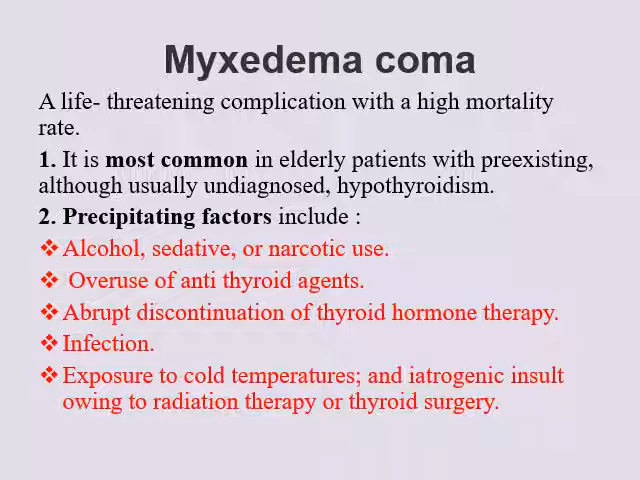 Myxedema coma
A life- threatening complication with a high mortality
rate.
1. It is most common in elderly patients with preexisting,
although usually undiagnosed, hypothyroidism.
2. Precipitating factors include :
❖Alcohol, sedative, or narcotic use.
❖ Overuse of anti thyroid agents.
❖Abrupt discontinuation of thyroid hormone therapy.
❖Infection.
❖Exposure to cold temperatures; and iatrogenic insult
owing to radiation therapy or thyroid surgery.